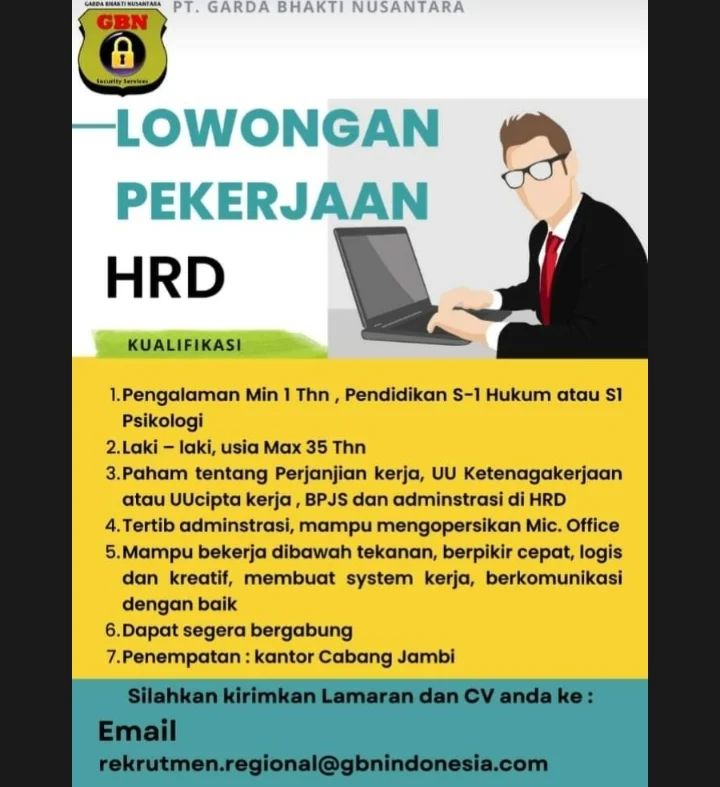 GARDA BHAKTI NUSANTARA
GBN
Security Services
PT. GARDA BHAKTI NUSANTARA
LOWONGAN
PEKERJAAN
HRD
KUALIFIKASI
1. Pengalaman Min 1 Thn , Pendidikan S-1 Hukum atau S1
Psikologi
2. Laki – laki, usia Max 35 Thn
3. Paham tentang Perjanjian kerja, UU Ketenagakerjaan
atau UUcipta kerja , BPJS dan adminstrasi di HRD
4. Tertib adminstrasi, mampu mengopersikan Mic. Office
5. Mampu bekerja dibawah tekanan, berpikir cepat, logis
dan kreatif, membuat system kerja, berkomunikasi
dengan baik
6. Dapat segera bergabung
7. Penempatan : kantor Cabang Jambi
Silahkan kirimkan Lamaran dan CV anda ke :
Email
rekrutmen.regional@gbnindonesia.com